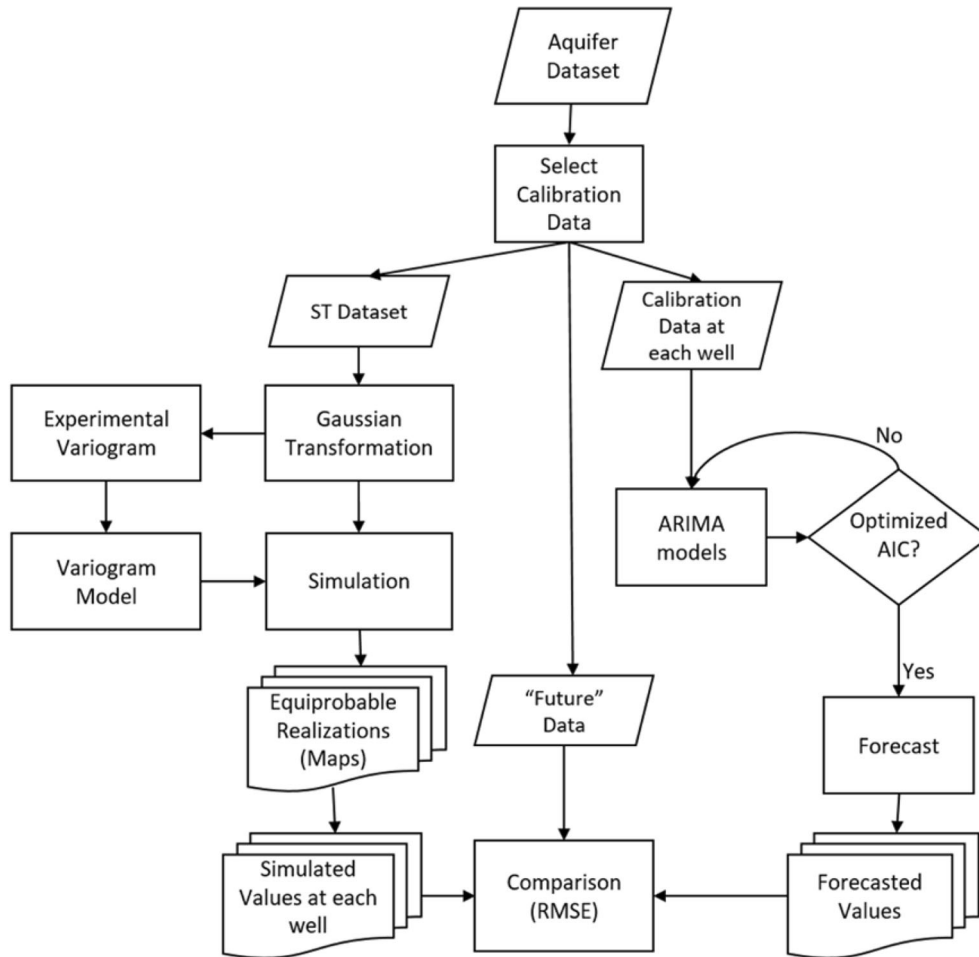 Aquifer
Dataset
Select
Calibration
Data
ST Dataset
Calibration
Data at
each well
Experimental
Variogram
Gaussian
Transformation
No
ARIMA
models
Optimized
AIC?
Variogram
Model
Simulation
Yes
Equiprobable
Realizations
(Maps)
“Future”
Data
Forecast
Simulated
Values at each
well
Comparison
(RMSE)
Forecasted
Values